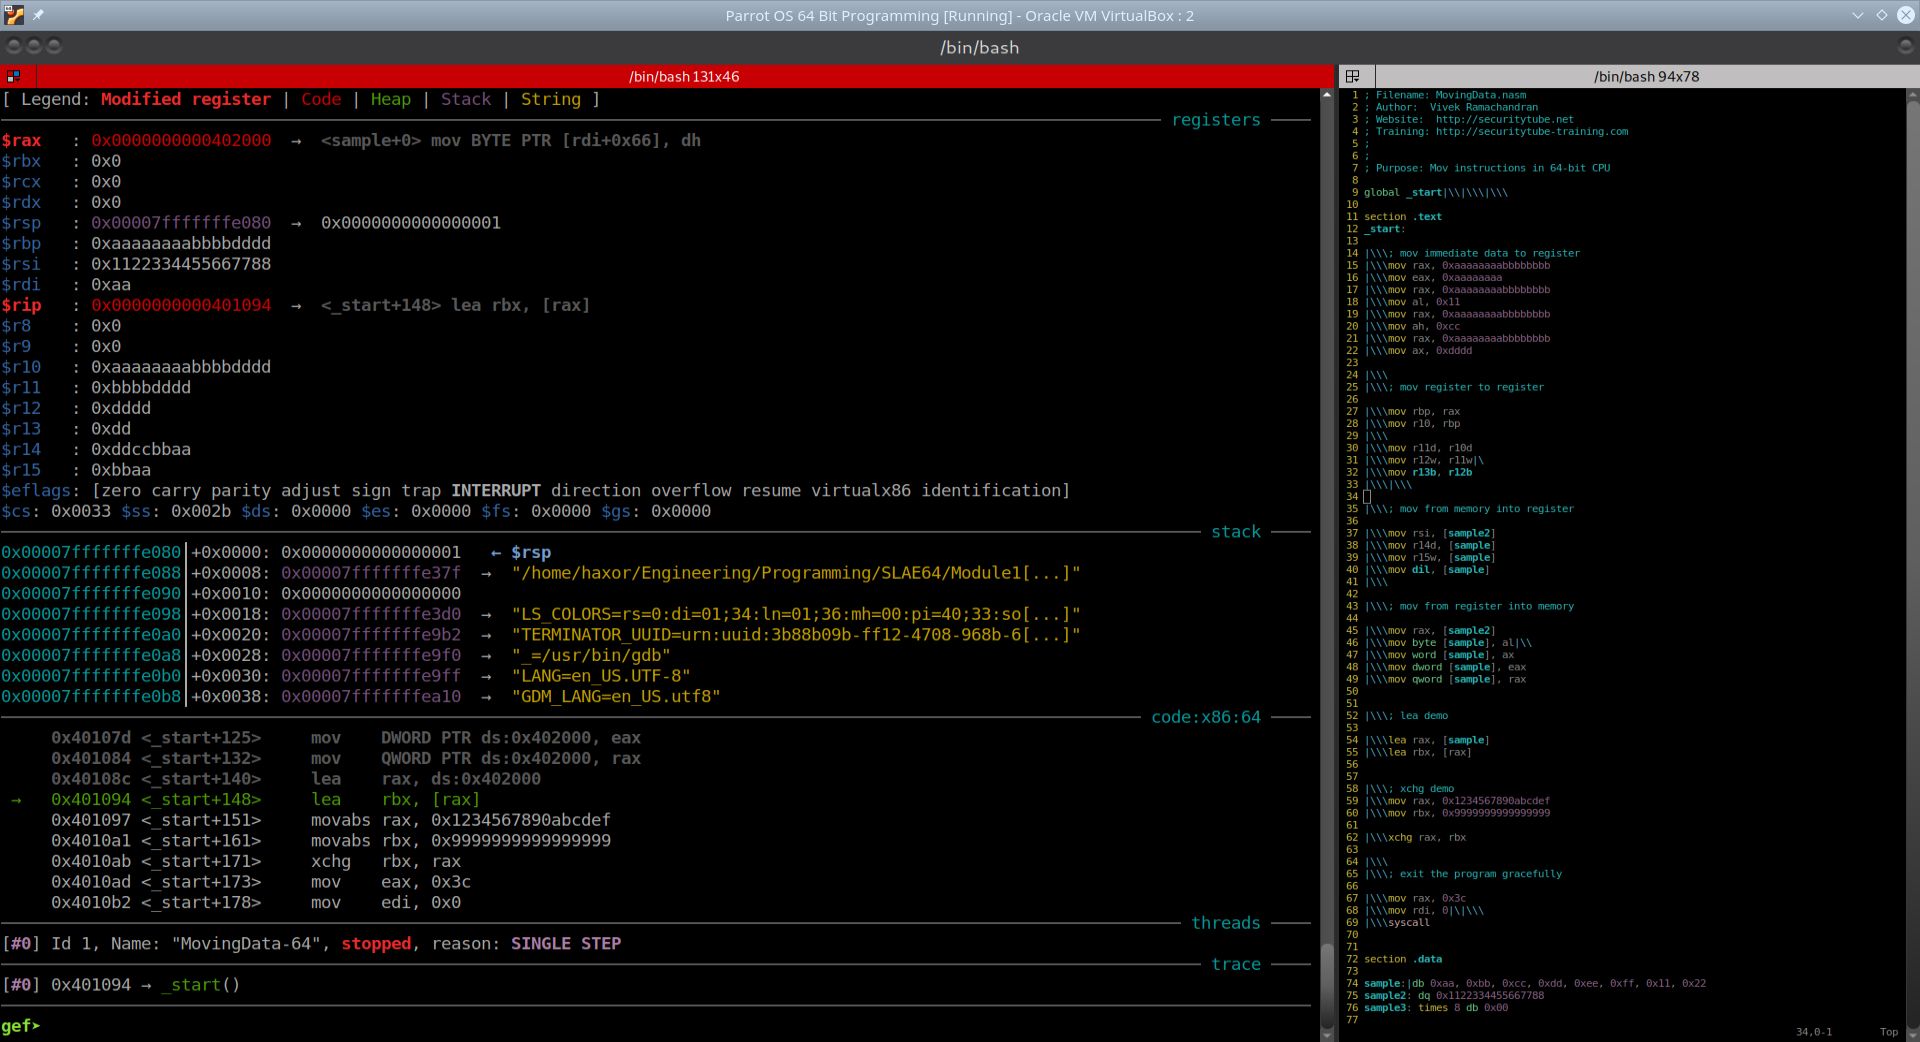 Parrot OS 64 Bit Programming [Running] - Oracle VM VirtualBox : 2
/bin/bash
/bin/bash 131x46
[ Legend: Modified register | Code | Heap | Stack | String ]
registers
$rax   : 0x0000000000402000  →  <sample+0> mov BYTE PTR [rdi+0x66], dh
$rbx   : 0x0
$rcx   : 0x0
$rdx   : 0x0
$rsp   : 0x00007fffffffe080  →  0x0000000000000001
$rbp   : 0xaaaaaaaabbbbdddd
$rsi   : 0x1122334455667788
$rdi   : 0xaa
$rip   : 0x0000000000401094  →  <_start+148> lea rbx, [rax]
$r8    : 0x0
$r9    : 0x0
$r10   : 0xaaaaaaaabbbbdddd
$r11   : 0xbbbbdddd
$r12   : 0xdddd
$r13   : 0xdd
$r14   : 0xddccbbaa
$r15   : 0xbbaa
$eflags: [zero carry parity adjust sign trap INTERRUPT direction overflow resume virtualx86 identification]
$cs: 0x0033 $ss: 0x002b $ds: 0x0000 $es: 0x0000 $fs: 0x0000 $gs: 0x0000
stack
0x00007fffffffe080│+0x0000: 0x0000000000000001   ← $rsp
0x00007fffffffe088│+0x0008: 0x00007fffffffe37f  →  "/home/haxor/Engineering/Programming/SLAE64/Module1[...]"
0x00007fffffffe090│+0x0010: 0x0000000000000000
0x00007fffffffe098│+0x0018: 0x00007fffffffe3d0  →  "LS_COLORS=rs=0:di=01;34:ln=01;36:mh=00:pi=40;33:so[...]"
0x00007fffffffe0a0│+0x0020: 0x00007fffffffe9b2  →  "TERMINATOR_UUID=urn:uuid:3b88b09b-ff12-4708-968b-6[...]"
0x00007fffffffe0a8│+0x0028: 0x00007fffffffe9f0  →  "_=/usr/bin/gdb"
0x00007fffffffe0b0│+0x0030: 0x00007fffffffe9ff  →  "LANG=en_US.UTF-8"
0x00007fffffffe0b8│+0x0038: 0x00007fffffffea10  →  "GDM_LANG=en_US.utf8"
code:x86:64
0x40107d <_start+125>     mov    DWORD PTR ds:0x402000, eax
0x401084 <_start+132>     mov    QWORD PTR ds:0x402000, rax
0x40108c <_start+140>     lea    rax, ds:0x402000
→   0x401094 <_start+148>     lea    rbx, [rax]
0x401097 <_start+151>     movabs rax, 0x1234567890abcdef
0x4010a1 <_start+161>     movabs rbx, 0x9999999999999999
0x4010ab <_start+171>     xchg   rbx, rax
0x4010ad <_start+173>     mov    eax, 0x3c
0x4010b2 <_start+178>     mov    edi, 0x0
threads
[#0] Id 1, Name: "MovingData-64", stopped, reason: SINGLE STEP
trace
[#0] 0x401094 → _start()
gef➤
/bin/bash 94x78
1 ; Filename: MovingData.nasm
2 ; Author:  Vivek Ramachandran
3 ; Website:  http://securitytube.net
4 ; Training: http://securitytube-training.com
5 ;
6 ;
7 ; Purpose: Mov instructions in 64-bit CPU
8
9 global _start|\\|\\\|\\\
10
11 section .text
12 _start:
13
14 |\\\; mov immediate data to register
15 |\\\mov rax, 0xaaaaaaaabbbbbbbb
16 |\\\mov eax, 0xaaaaaaaa
17 |\\\mov rax, 0xaaaaaaaabbbbbbbb
18 |\\\mov al, 0x11
19 |\\\mov rax, 0xaaaaaaaabbbbbbbb
20 |\\\mov ah, 0xcc
21 |\\\mov rax, 0xaaaaaaaabbbbbbbb
22 |\\\mov ax, 0xdddd
23
24 |\\\
25 |\\\; mov register to register
26
27 |\\\mov rbp, rax
28 |\\\mov r10, rbp
29 |\\\
30 |\\\mov r11d, r10d
31 |\\\mov r12w, r11w|\
32 |\\\mov r13b, r12b
33 |\\\|\\\
34
35 |\\\; mov from memory into register
36
37 |\\\mov rsi, [sample2]
38 |\\\mov r14d, [sample]
39 |\\\mov r15w, [sample]
40 |\\\mov dil, [sample]
41 |\\\
42
43 |\\\; mov from register into memory
44
45 |\\\mov rax, [sample2]
46 |\\\mov byte [sample], al|\\
47 |\\\mov word [sample], ax
48 |\\\mov dword [sample], eax
49 |\\\mov qword [sample], rax
50
51
52 |\\\; lea demo
53
54 |\\\lea rax, [sample]
55 |\\\lea rbx, [rax]
56
57
58 |\\\; xchg demo
59 |\\\mov rax, 0x1234567890abcdef
60 |\\\mov rbx, 0x9999999999999999
61
62 |\\\xchg rax, rbx
63
64 |\\\
65 |\\\; exit the program gracefully
66
67 |\\\mov rax, 0x3c
68 |\\\mov rdi, 0|\|\\\
69 |\\\syscall
70
71
72 section .data
73
74 sample:|db 0xaa, 0xbb, 0xcc, 0xdd, 0xee, 0xff, 0x11, 0x22
75 sample2: dq 0x1122334455667788
76 sample3: times 8 db 0x00
77
34,0-1        Top